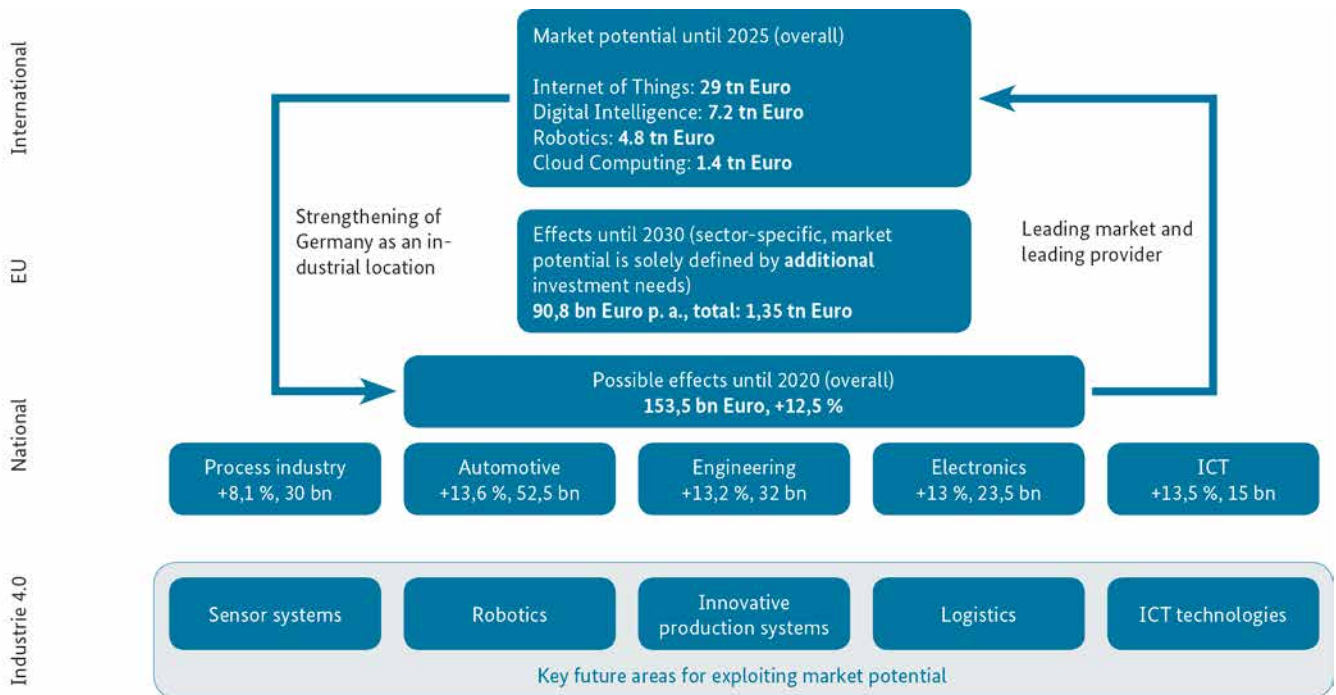 International
Market potential until 2025 (overall)
Internet of Things: 29 tn Euro
Digital Intelligence: 7.2 tn Euro
Robotics: 4.8 tn Euro
Cloud Computing: 1.4 tn Euro
Strengthening of
Germany as an in-
dustrial location
Leading market and
leading provider
EU
Effects until 2030 (sector-specific, market
potential is solely defined by additional
investment needs)
90,8 bn Euro p. a., total: 1,35 tn Euro
National
Possible effects until 2020 (overall)
153,5 bn Euro, +12,5 %
Process industry
+8,1 %, 30 bn
Automotive
+13,6 %, 52,5 bn
Engineering
+13,2 %, 32 bn
Electronics
+13 %, 23,5 bn
ICT
+13,5 %, 15 bn
Industrie 4.0
Sensor systems
Robotics
Innovative
production systems
Logistics
ICT technologies
Key future areas for exploiting market potential